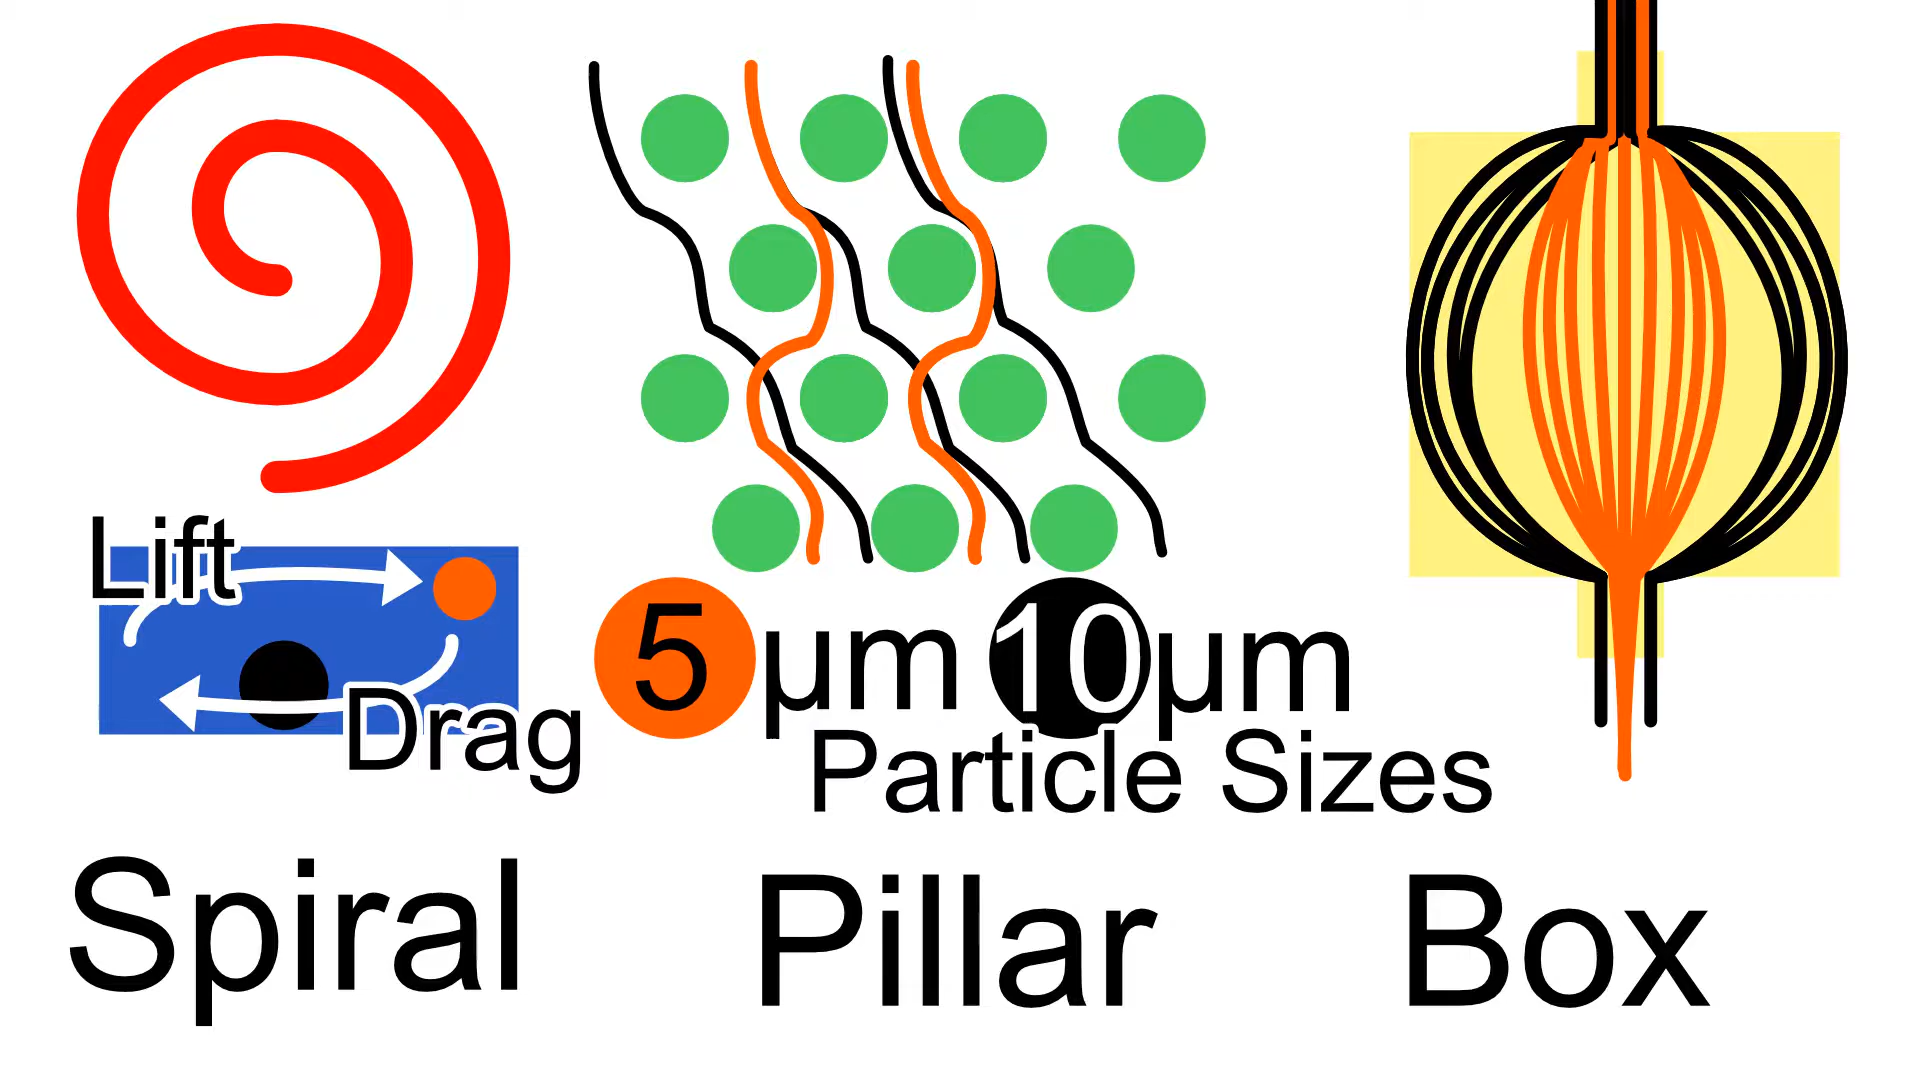 Lift
Drag
5 µm 10 µm
Particle Sizes
Spiral
Pillar
Box